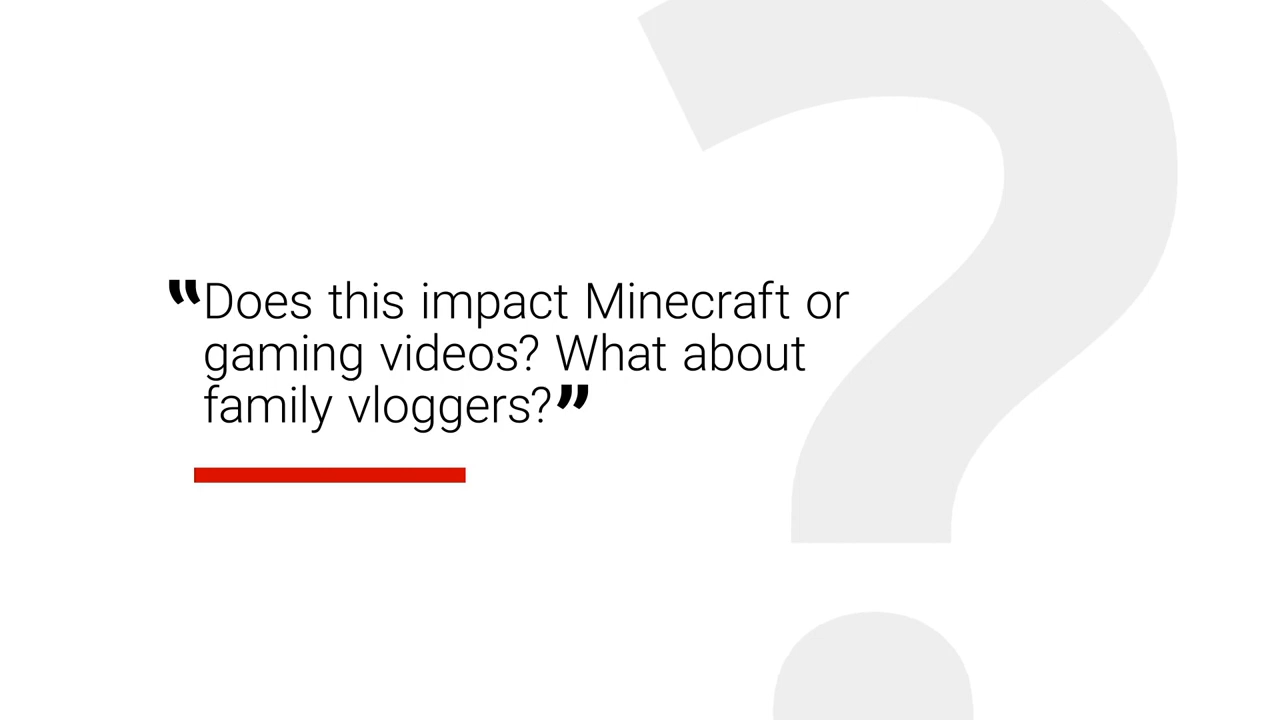 "Does this impact Minecraft or
gaming videos? What about
family vloggers?"
?